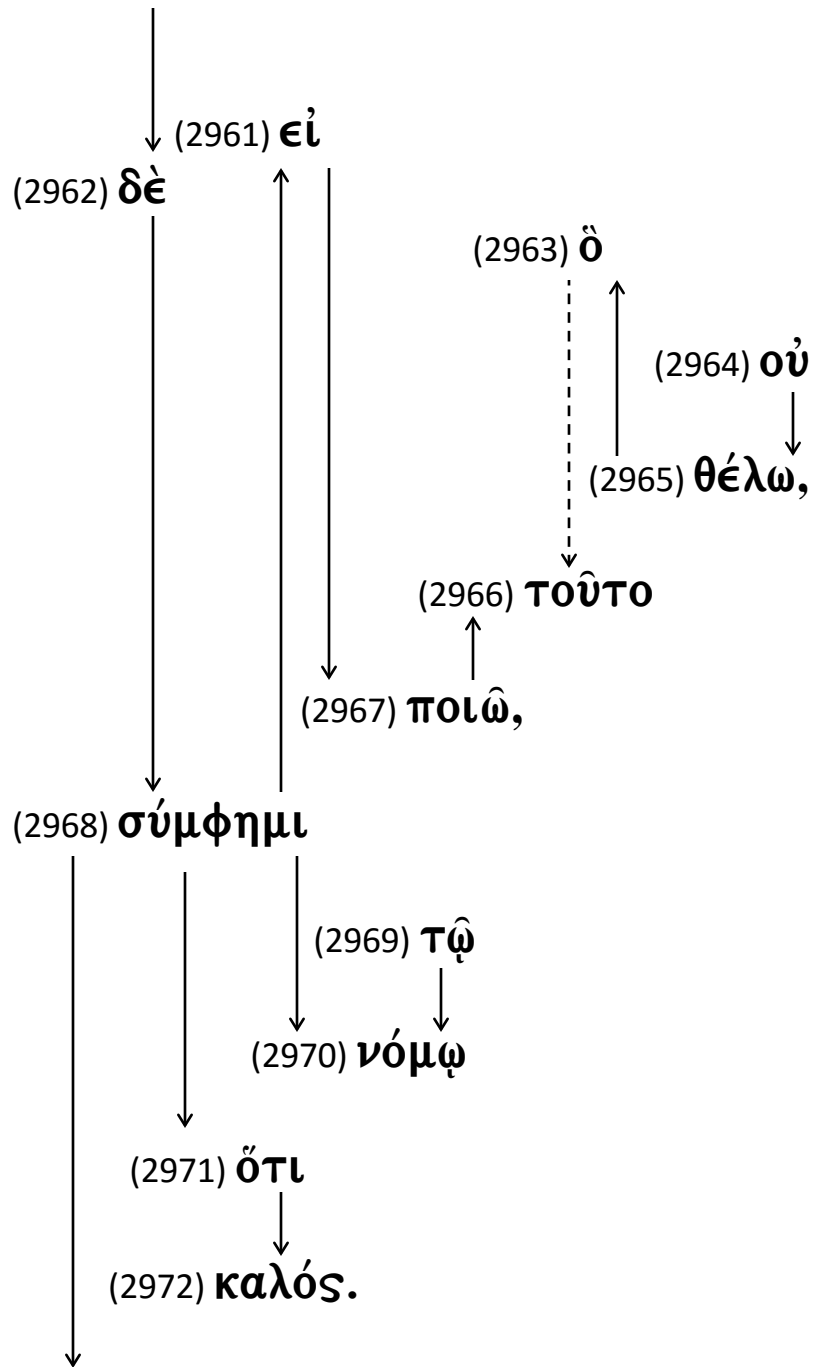 (2961) εἰ
(2962) δὲ
(2963) ὃ
(2964) οὐ
(2965) θέλω,
(2966) τοῦτο
(2967) ποιῶ,
(2968) σύμφημι
(2969) τῷ
(2970) νόμῳ
(2971) ὅτι
(2972) καλός.